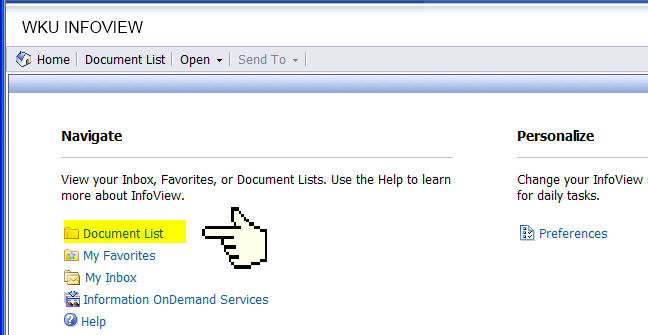 WKU INFOVIEW
Home Document List Open Send To
Navigate
View your Inbox, Favorites, or Document Lists. Use the Help to learn
more about InfoView.
Document List
My Favorites
My Inbox
Information OnDemand Services
Help
Personalize
Change your InfoView
for daily tasks.
Preferences